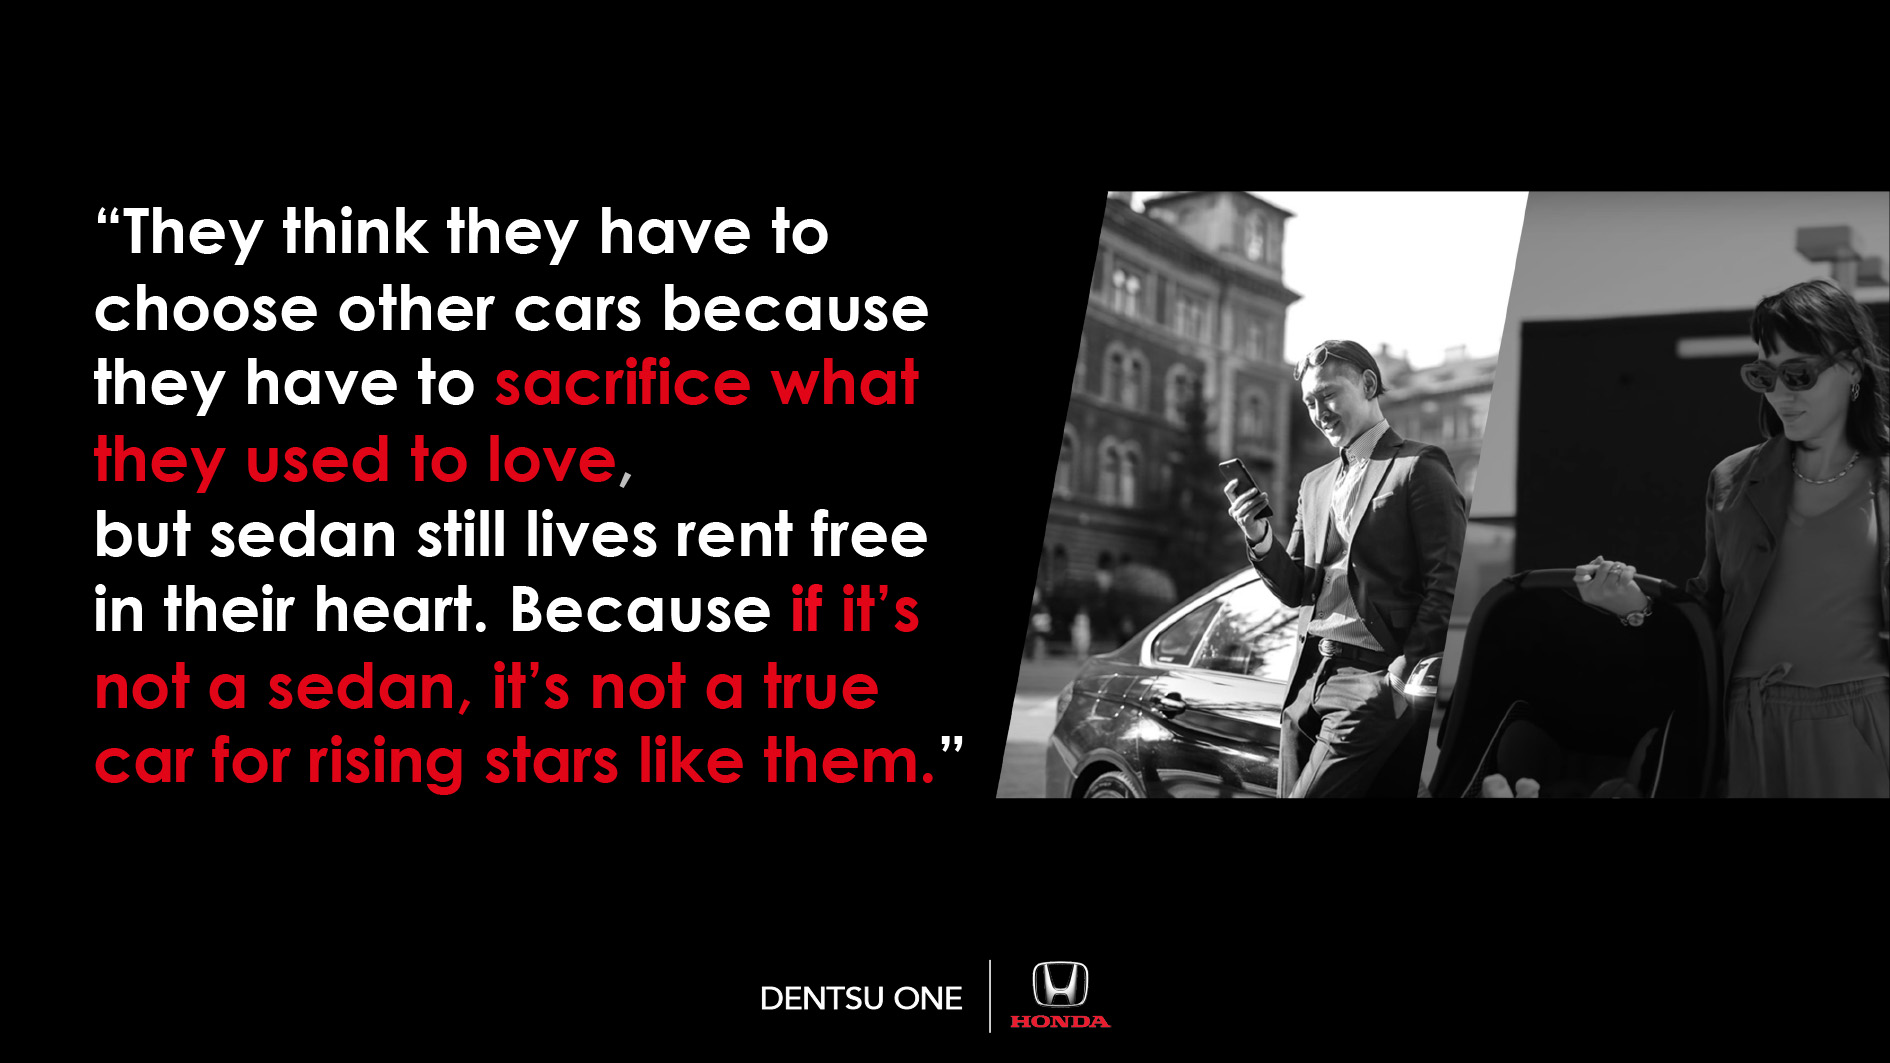 “They think they have to
choose other cars because
they have to sacrifice what
they used to love,
but sedan still lives rent free
in their heart. Because if it’s
not a sedan, it’s not a true
car for rising stars like them.”
DENTSU ONE
HONDA